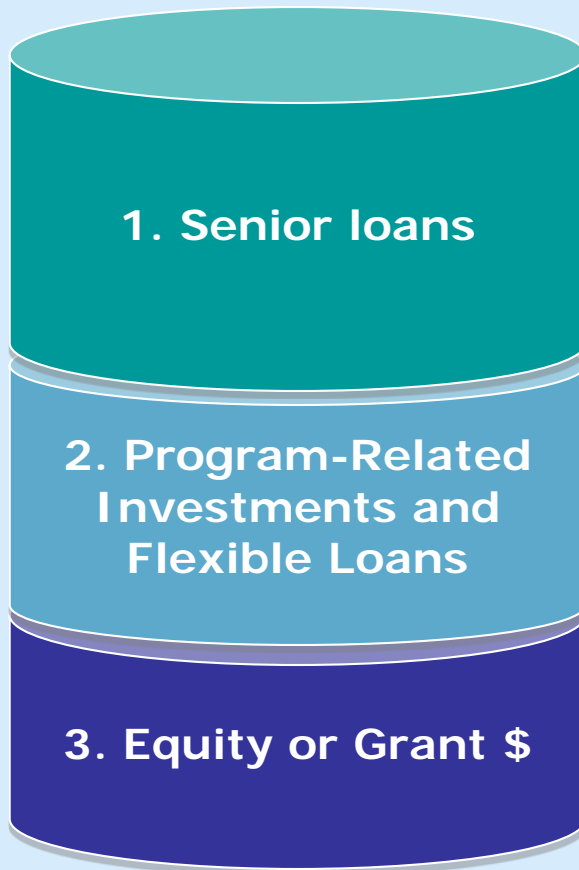 1. Senior loans
2. Program-Related
Investments and
Flexible Loans
3. Equity or Grant $